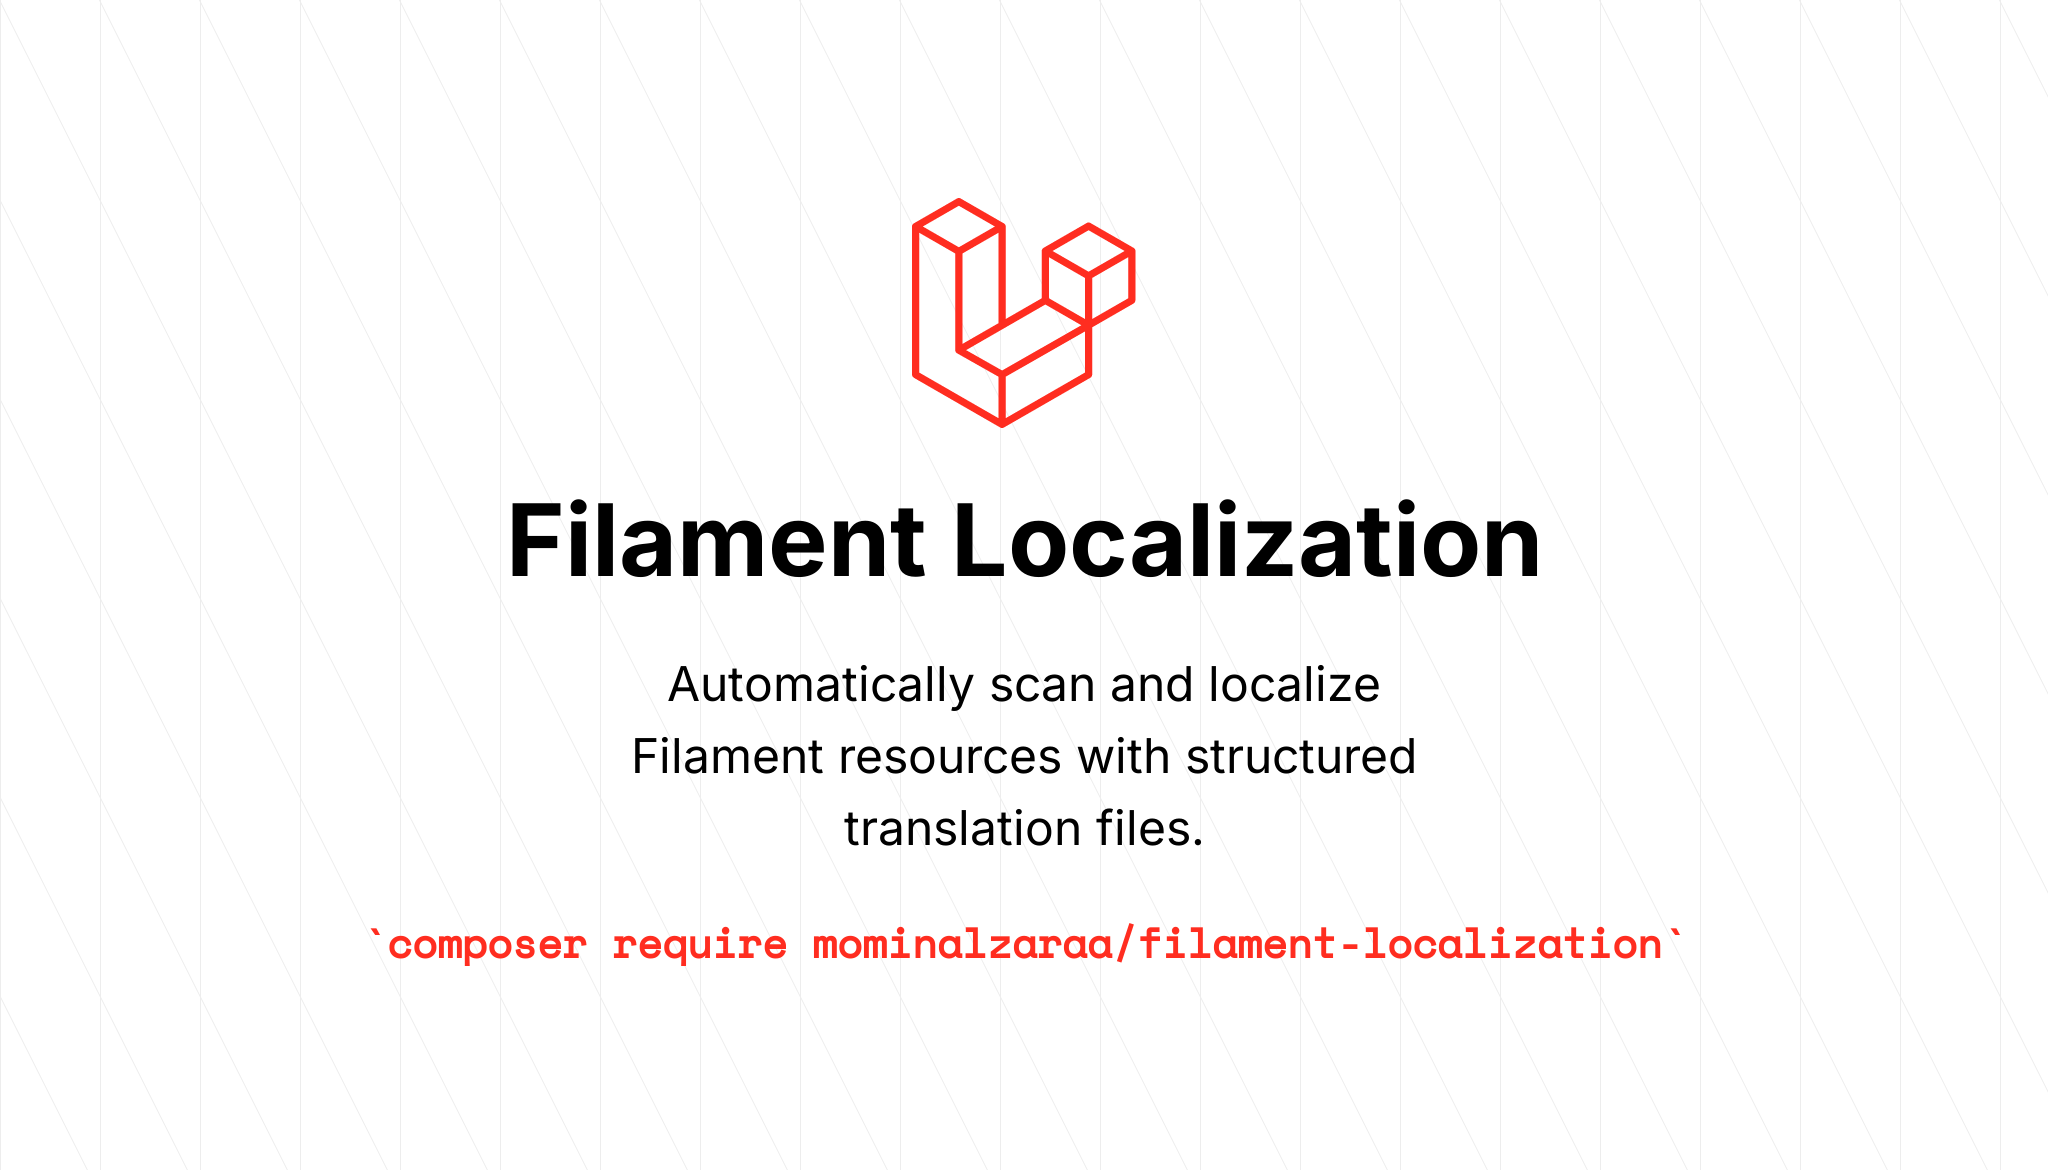 Filament Localization
Automatically scan and localize
Filament resources with structured
translation files.
`composer require mominalzaraa/filament-localization`